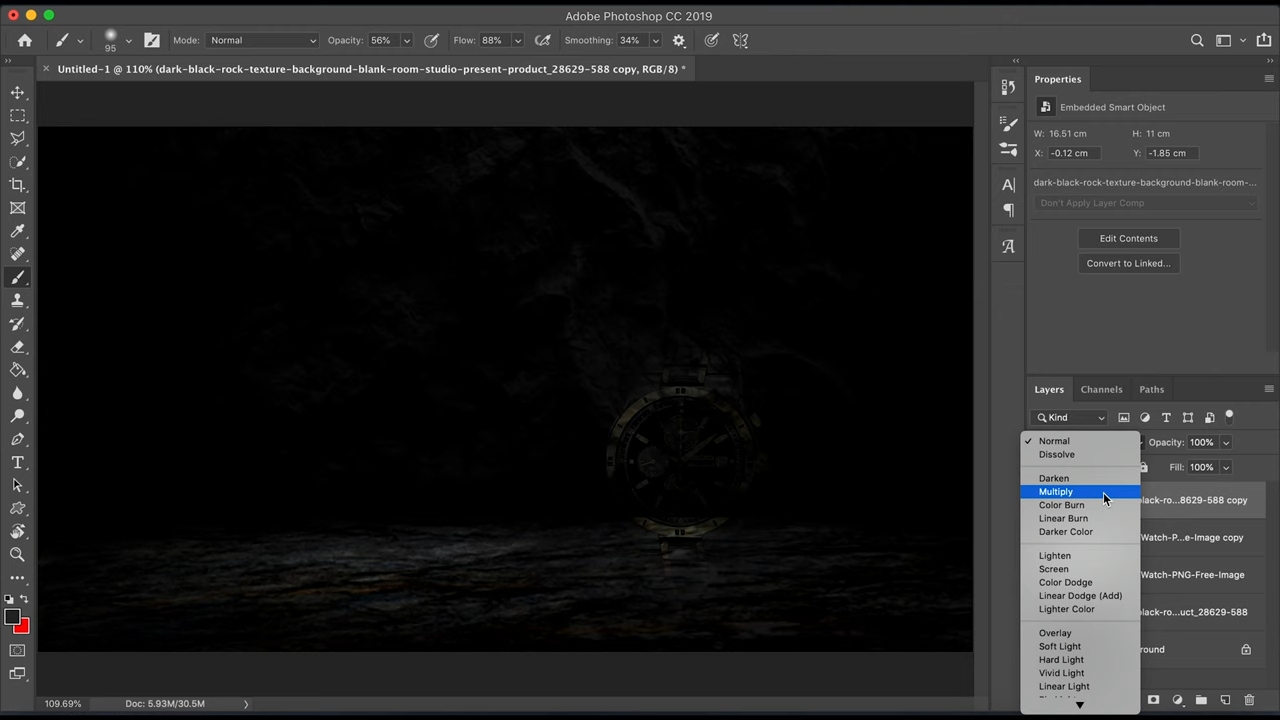 Adobe Photoshop CC 2019
95
Mode: Normal
Opacity: 56%
Flow: 88%
Smoothing: 34%
× Untitled-1 @ 110% (dark-black-rock-texture-background-blank-room-studio-present-product_28629-588 copy, RGB/8) *
Properties
Embedded Smart Object
W: 16.51 cm
H: 11 cm
X: -0.12 cm
Y: -1.85 cm
dark-black-rock-texture-background-blank-room-...
Don't Apply Layer Comp
Edit Contents
Convert to Linked...
Layers
Channels
Paths
Kind
Normal
Opacity: 100%
Dissolve
Fill: 100%
Darken
Multiply
Color Burn
Linear Burn
Darker Color
Lighten
Screen
Color Dodge
Linear Dodge (Add)
Lighter Color
Overlay
Soft Light
Hard Light
Vivid Light
Linear Light
black-ro...8629-588 copy
Watch-P...e-Image copy
Watch-PNG-Free-Image
black-ro...uct_28629-588
round
109.69%
Doc: 5.93M/30.5M